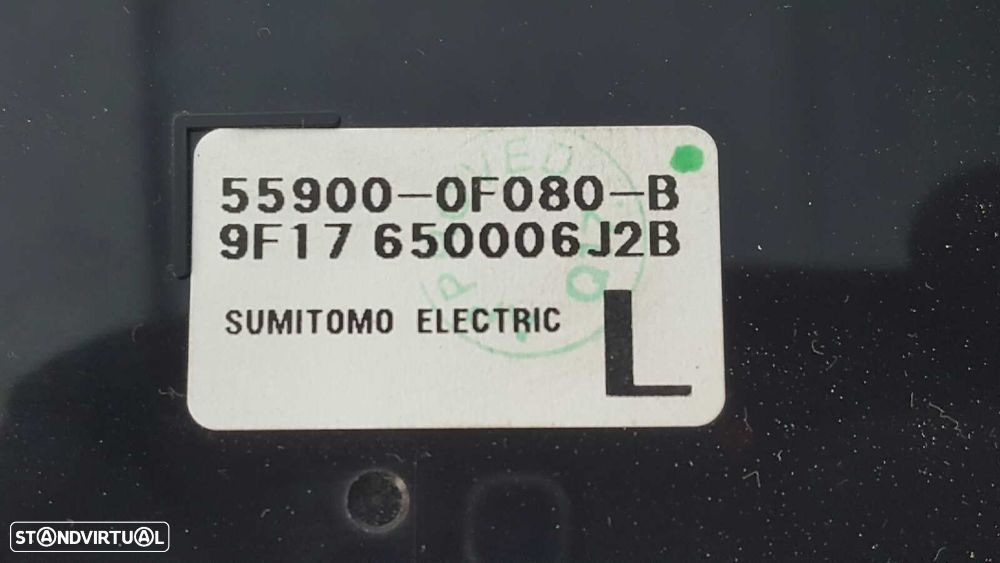 55900-0F080-B
9F17 650006J2B
SUMITOMO ELECTRIC
L
STANDVIRTUAL